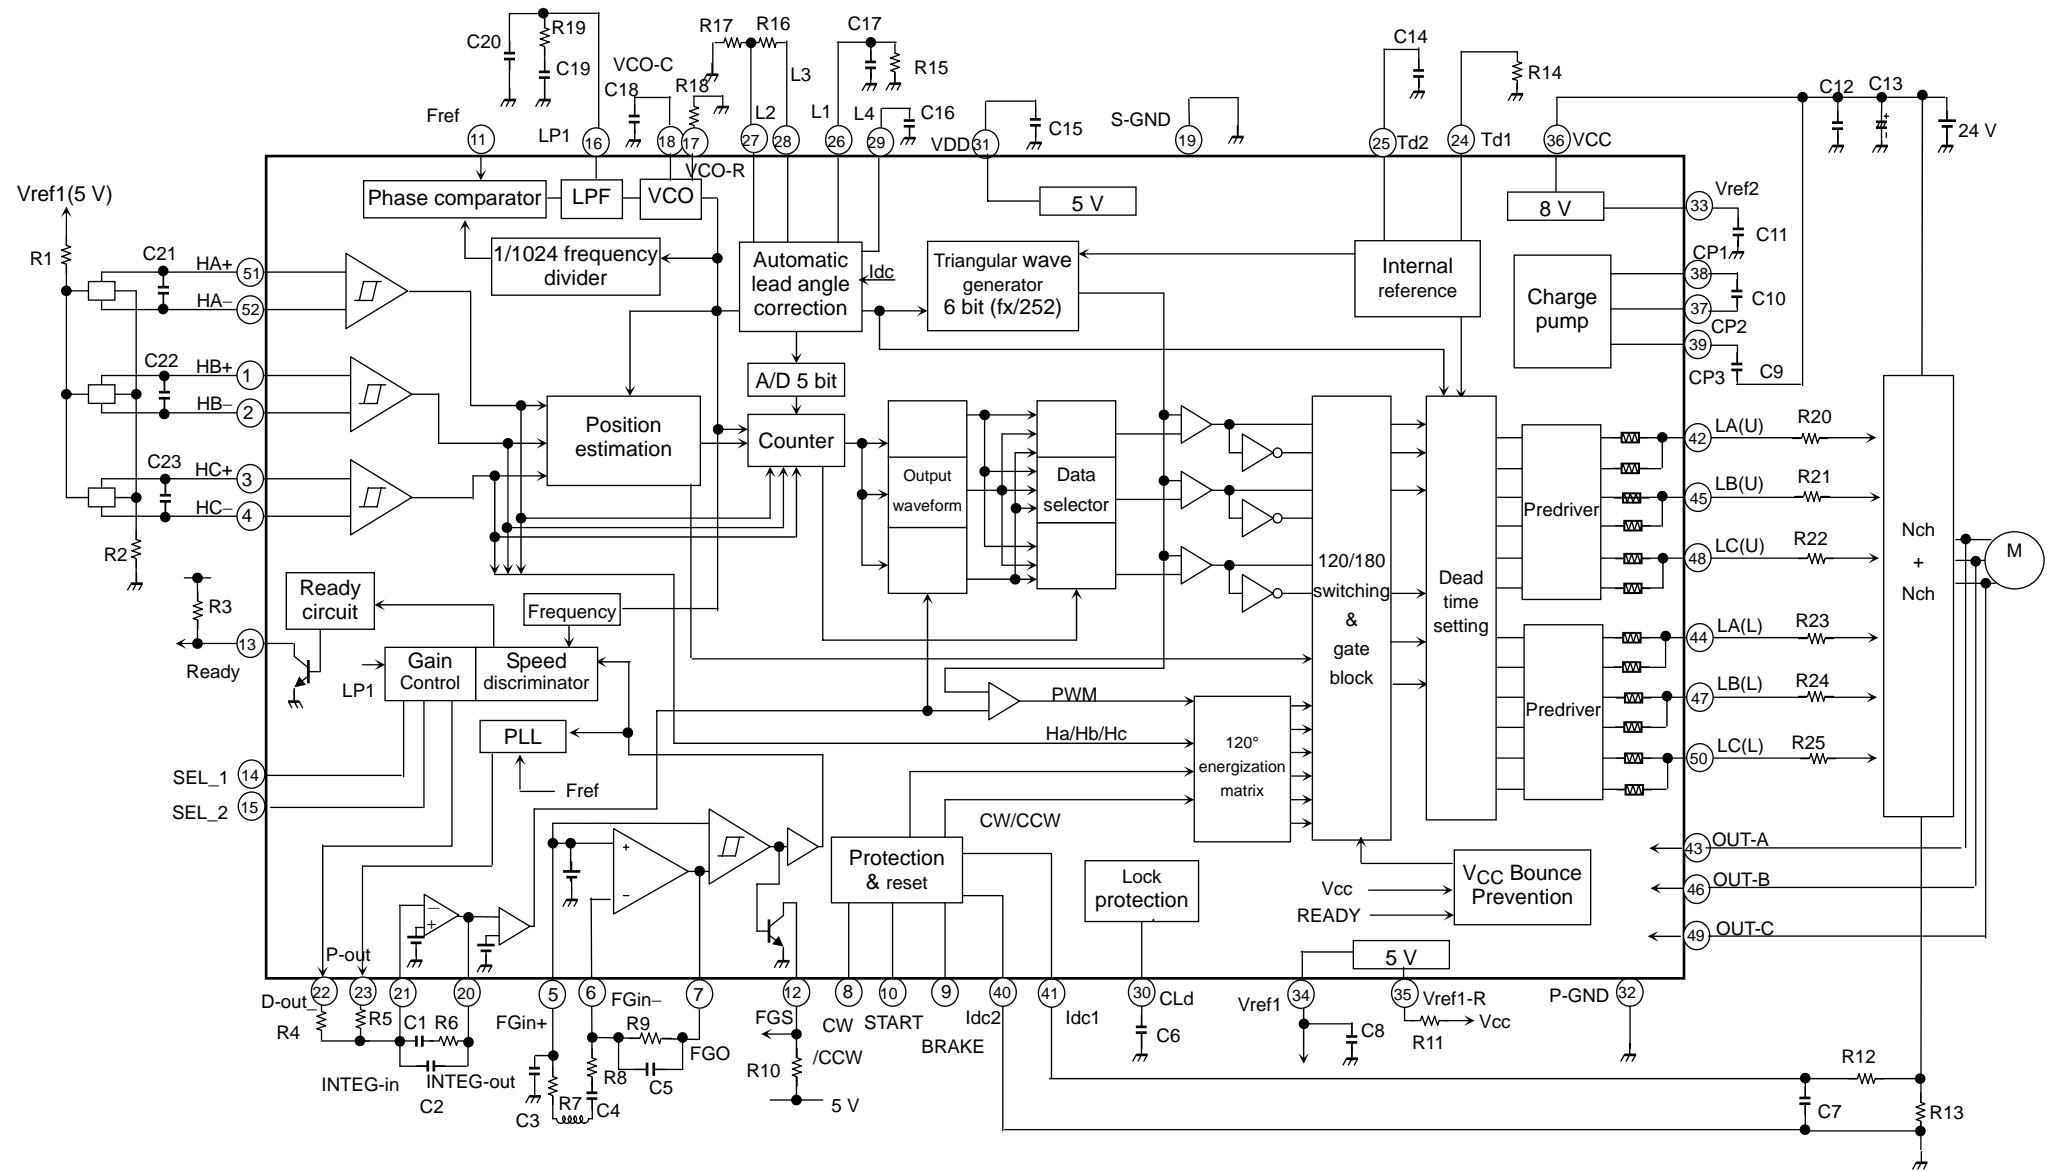 C20
R19
C19
R17
R16
C17
R15
C14
R14
VCO-C
C18
R18
L3
L2
L1
L4
C16
C15
S-GND
C12
C13
24 V
Fref
11
LP1
16
18
17
27
28
26
29
VDD
31
19
25
Td2
24
Td1
36
VCC
VCO-R
Phase comparator
LPF
VCO
5 V
8 V
33
Vref2
C11
Vref1(5 V)
R1
1/1024 frequency
divider
Automatic
lead angle
correction
Idc
Triangular wave
generator
6 bit (fx/252)
Internal
reference
Charge
pump
CP1
38
C10
37
CP2
39
CP3
C9
C21
HA+
51
HA−
52
C22
HB+
1
HB−
2
C23
HC+
3
HC−
4
R2
A/D 5 bit
Position
estimation
Counter
Output
waveform
Data
selector
120/180
switching
&
gate
block
Dead
time
setting
Predriver
Predriver
42
LA(U)
R20
45
LB(U)
R21
48
LC(U)
R22
44
LA(L)
R23
47
LB(L)
R24
50
LC(L)
R25
Nch
+
Nch
M
R3
13
Ready
Ready
circuit
Frequency
LP1
Gain
Control
Speed
discriminator
PLL
Fref
SEL_1
14
SEL_2
15
PWM
Ha/Hb/Hc
120°
energization
matrix
CW/CCW
Protection
& reset
Lock
protection
Vcc
READY
VCC Bounce
Prevention
43
OUT-A
46
OUT-B
49
OUT-C
+
−
−
+
P-out
D-out
22
23
21
20
5
6
7
12
8
10
9
40
41
30
CLd
Vref1
34
5 V
35
Vref1-R
P-GND
32
R4
R5
C1
R6
INTEG-in
INTEG-out
C2
FGin+
FGin−
R9
FGO
R8
C5
C3
R7
C4
FGS
R10
5 V
CW
/CCW
START
BRAKE
Idc2
Idc1
C6
C8
R11
Vcc
R12
C7
R13